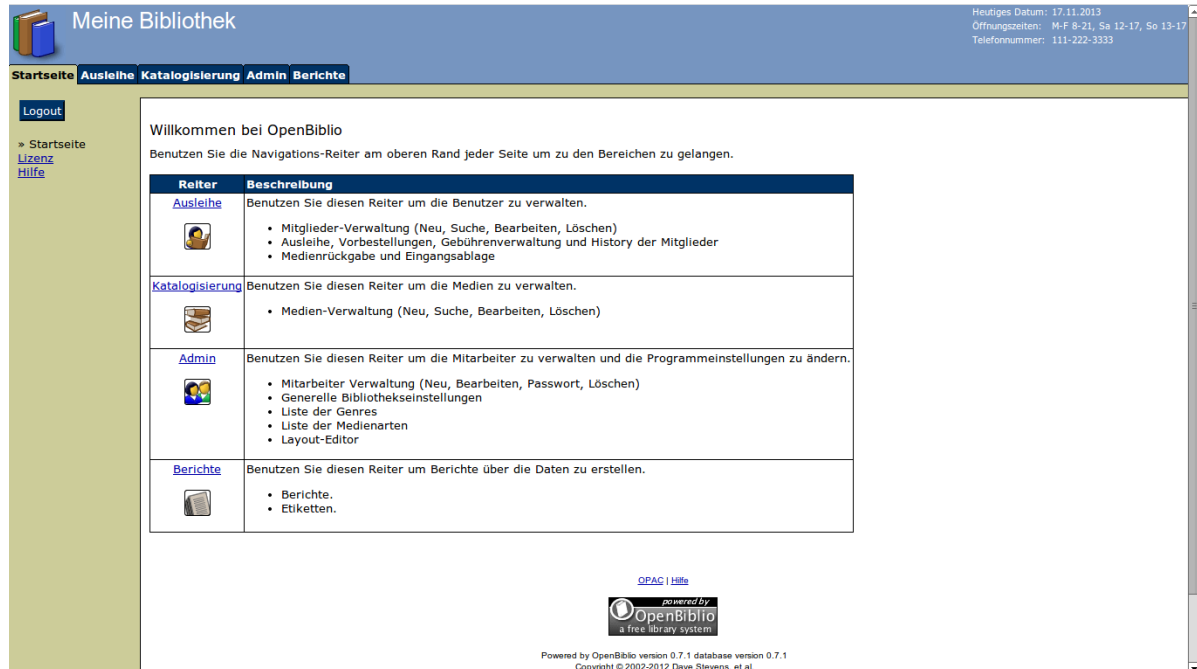 Meine Bibliothek
Heutiges Datum: 17.11.2013
Öffnungszeiten: M-F 8-21, Sa 12-17, So 13-17
Telefonnummer: 111-222-3333
Startseite Ausleihe Katalogisierung Admin Berichte
Logout
» Startseite
Lizenz
Hilfe
Willkommen bei OpenBiblio
Benutzen Sie die Navigations-Reiter am oberen Rand jeder Seite um zu den Bereichen zu gelangen.
Reiter Beschreibung
Ausleihe Benutzen Sie diesen Reiter um die Benutzer zu verwalten.
• Mitglieder-Verwaltung (Neu, Suche, Bearbeiten, Löschen)
• Ausleihe, Vorbestellungen, Gebührenverwaltung und History der Mitglieder
• Medienrückgabe und Eingangsablage
Katalogisierung Benutzen Sie diesen Reiter um die Medien zu verwalten.
• Medien-Verwaltung (Neu, Suche, Bearbeiten, Löschen)
Admin Benutzen Sie diesen Reiter um die Mitarbeiter zu verwalten und die Programmeinstellungen zu ändern.
• Mitarbeiter Verwaltung (Neu, Bearbeiten, Passwort, Löschen)
• Generelle Bibliothekseinstellungen
• Liste der Genres
• Liste der Medienarten
• Layout-Editor
Berichte Benutzen Sie diesen Reiter um Berichte über die Daten zu erstellen.
• Berichte.
• Etiketten.
OPAC | Hilfe
powered by
OpenBiblio
a free library system
Powered by OpenBiblio version 0.7.1 database version 0.7.1
Copyright © 2002-2012 Dave Stevens, et al.